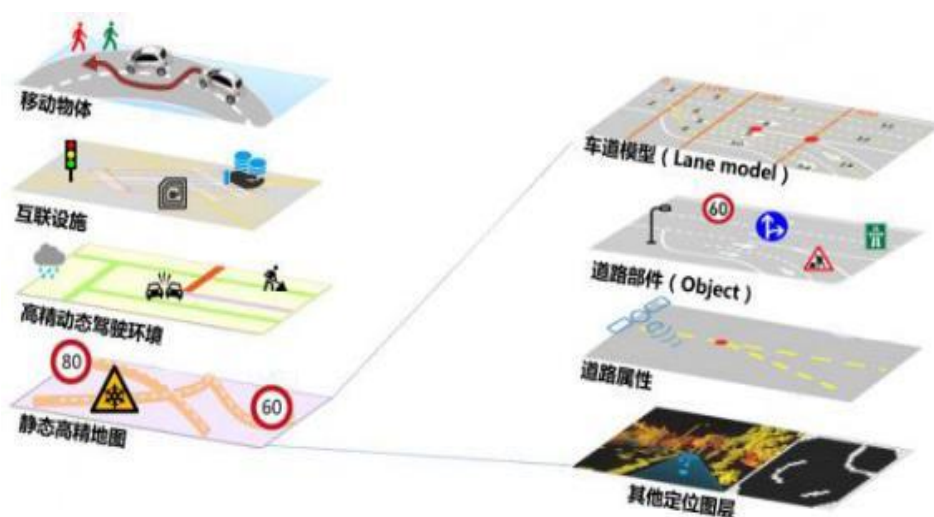 移动物体
互联设施
高精动态驾驶环境
80
60
静态高精地图
车道模型（Lane model）
60
道路部件（Object）
道路属性
其他定位图层